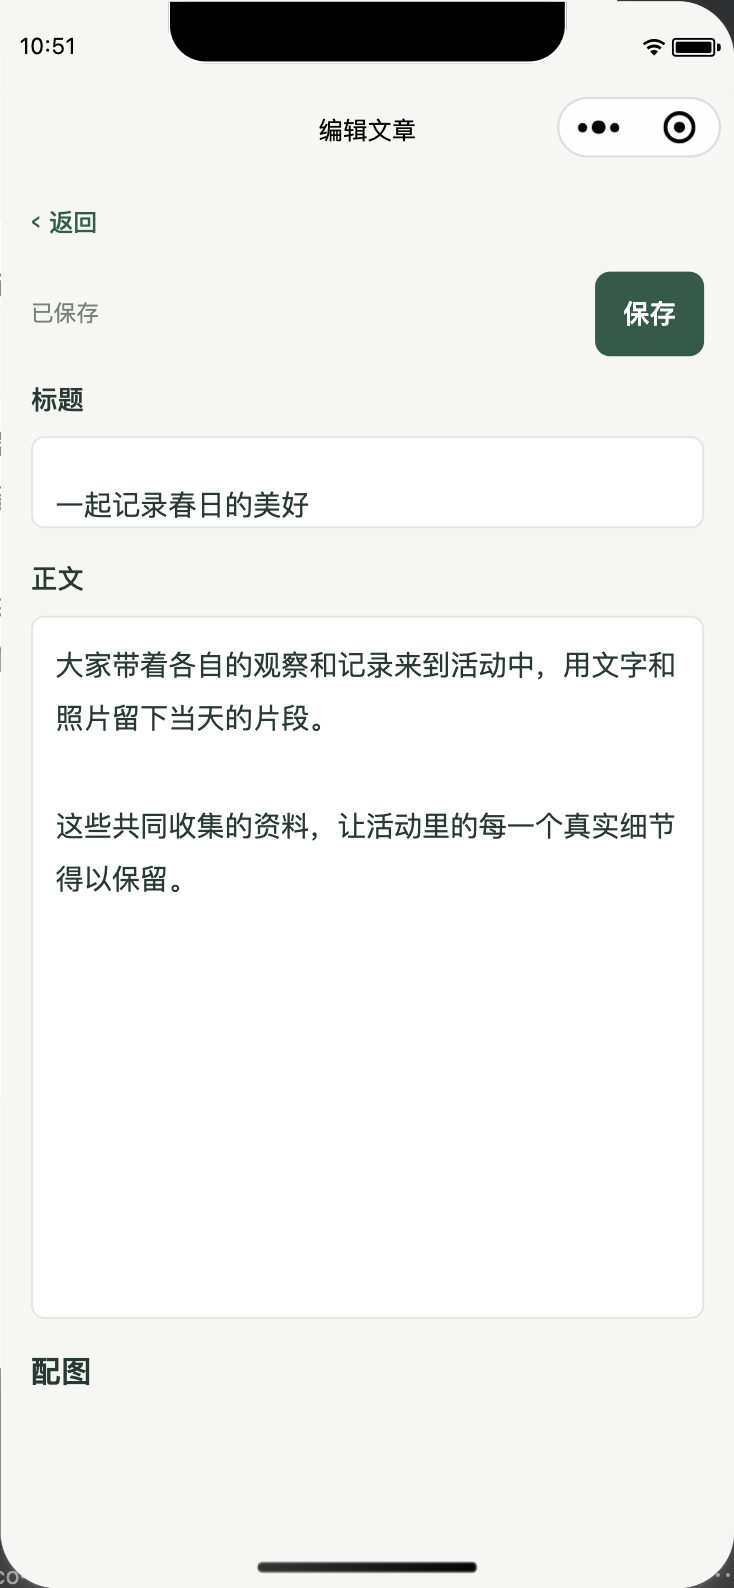 10:51
编辑文章
< 返回
已保存
保存
标题
一起记录春日的美好
正文
大家带着各自的观察和记录来到活动中，用文字和
照片留下当天的片段。
这些共同收集的资料，让活动里的每一个真实细节
得以保留。
配图